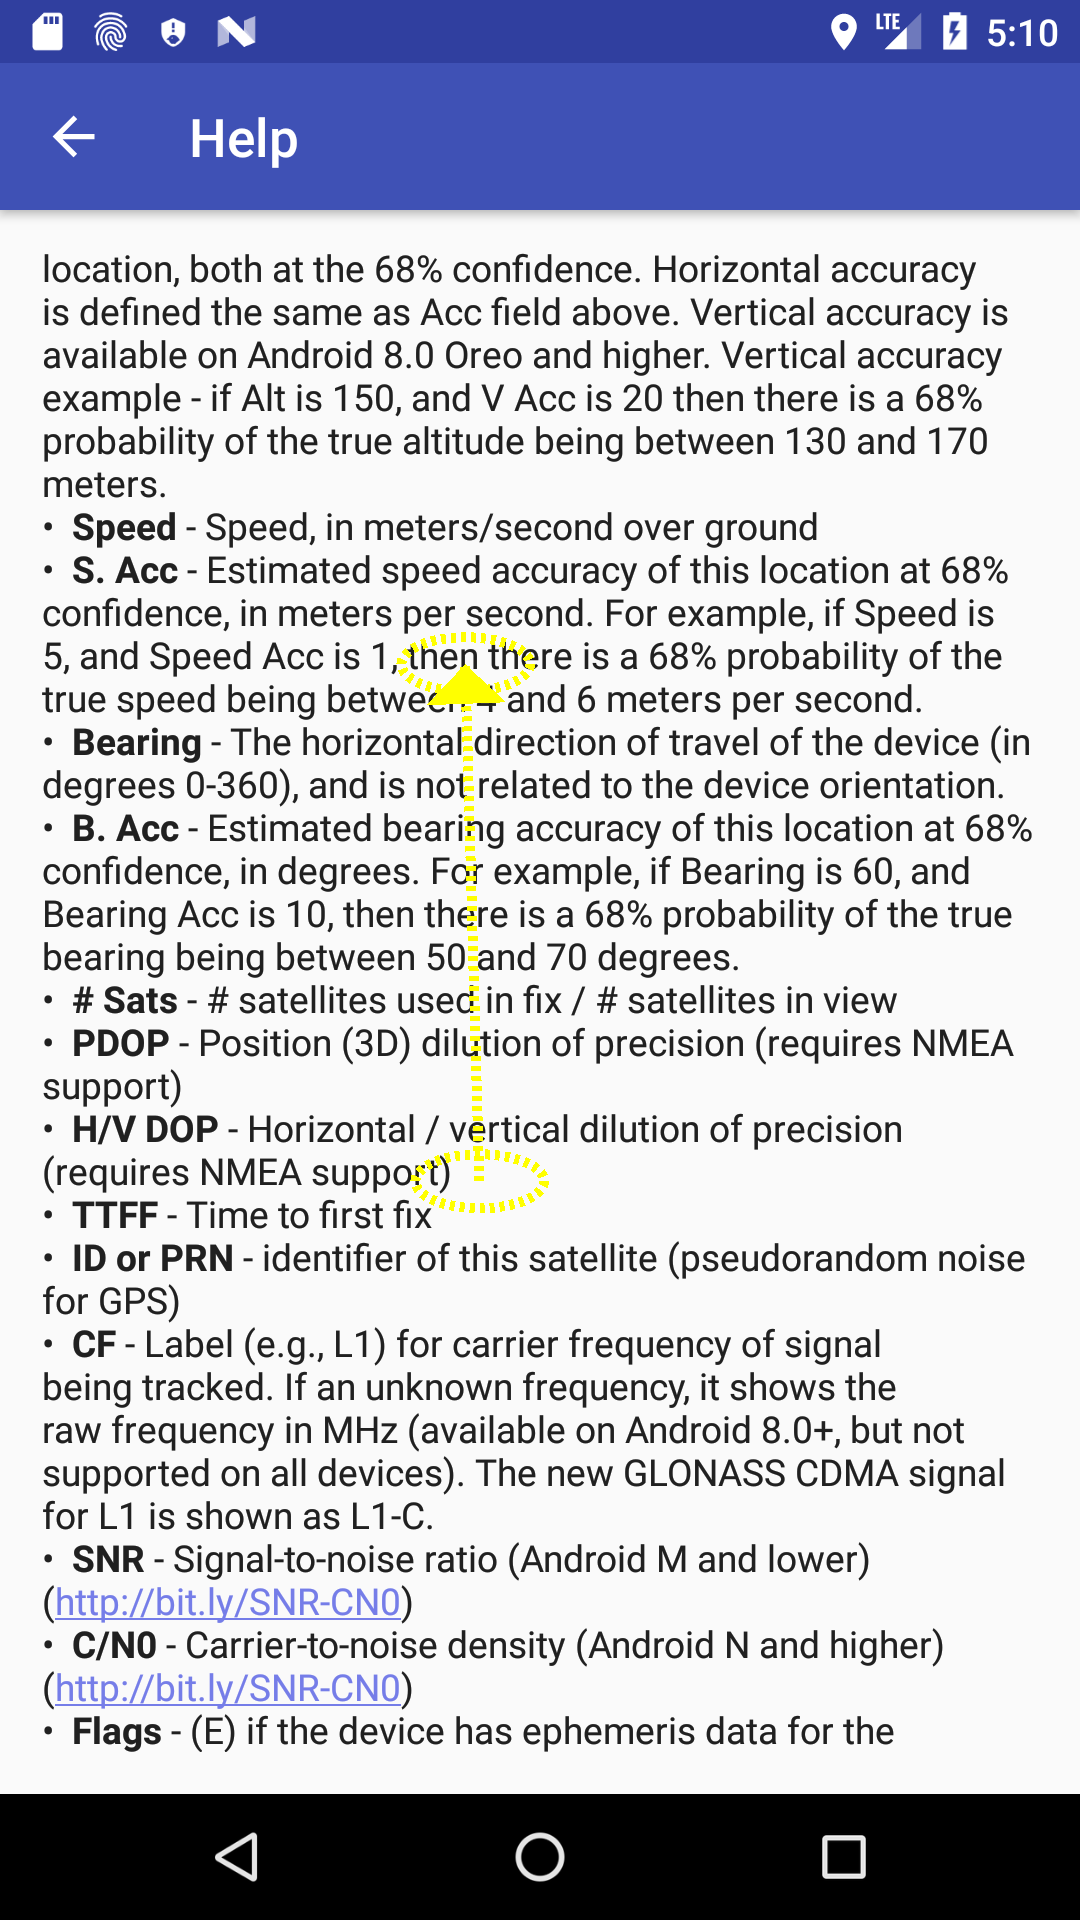 LTE 5:10
Help
location, both at the 68% confidence. Horizontal accuracy
is defined the same as Acc field above. Vertical accuracy is
available on Android 8.0 Oreo and higher. Vertical accuracy
example - if Alt is 150, and V Acc is 20 then there is a 68%
probability of the true altitude being between 130 and 170
meters.
• Speed - Speed, in meters/second over ground
• S. Acc - Estimated speed accuracy of this location at 68%
confidence, in meters per second. For example, if Speed is
5, and Speed Acc is 1, then there is a 68% probability of the
true speed being between 4 and 6 meters per second.
• Bearing - The horizontal direction of travel of the device (in
degrees 0-360), and is not related to the device orientation.
• B. Acc - Estimated bearing accuracy of this location at 68%
confidence, in degrees. For example, if Bearing is 60, and
Bearing Acc is 10, then there is a 68% probability of the true
bearing being between 50 and 70 degrees.
• # Sats - # satellites used in fix / # satellites in view
• PDOP - Position (3D) dilution of precision (requires NMEA
support)
• H/V DOP - Horizontal / vertical dilution of precision
(requires NMEA support)
• TTFF - Time to first fix
• ID or PRN - identifier of this satellite (pseudorandom noise
for GPS)
• CF - Label (e.g., L1) for carrier frequency of signal
being tracked. If an unknown frequency, it shows the
raw frequency in MHz (available on Android 8.0+, but not
supported on all devices). The new GLONASS CDMA signal
for L1 is shown as L1-C.
• SNR - Signal-to-noise ratio (Android M and lower)
(http://bit.ly/SNR-CN0)
• C/N0 - Carrier-to-noise density (Android N and higher)
(http://bit.ly/SNR-CN0)
• Flags - (E) if the device has ephemeris data for the